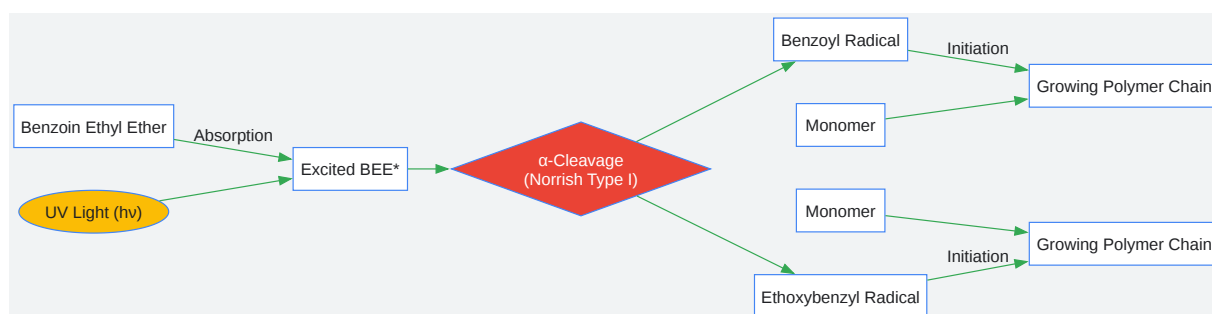 Benzoin Ethyl Ether
UV Light (hν)
Absorption
Excited BEE*
α-Cleavage
(Norrish Type I)
Benzoyl Radical
Initiation
Monomer
Growing Polymer Chain
Monomer
Growing Polymer Chain
Initiation
Ethoxybenzyl Radical